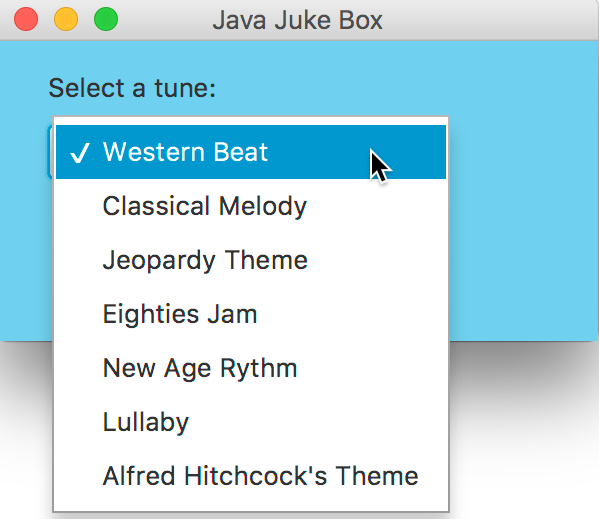 Java Juke Box
Select a tune:
✓ Western Beat
Classical Melody
Jeopardy Theme
Eighties Jam
New Age Rythm
Lullaby
Alfred Hitchcock's Theme